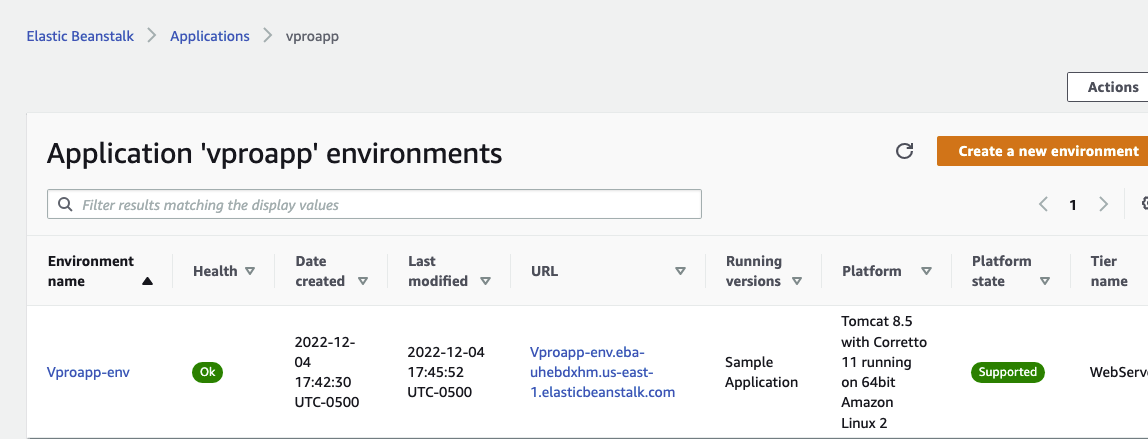 Elastic Beanstalk > Applications > vproapp
Actions
Application 'vproapp' environments
Create a new environment
Filter results matching the display values
1
Environment name
Health
Date created
Last modified
URL
Running versions
Platform
Platform state
Tier name
Vproapp-env
Ok
2022-12-
04
17:42:30
UTC-0500
2022-12-04
17:45:52
UTC-0500
Vproapp-env.eba-
uhebdxhm.us-east-
1.elasticbeanstalk.com
Sample
Application
Tomcat 8.5
with Corretto
11 running
on 64bit
Amazon
Linux 2
Supported
WebServe